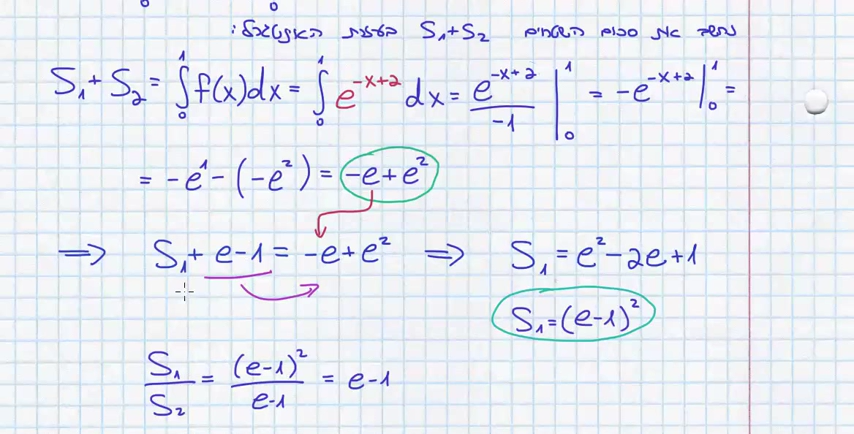 נחשב את סכום השטחים S₁+S₂ בעזרת האינטגרל:
S₁+S₂ = ∫₀¹ f(x)dx = ∫₀¹ e^(-x+2) dx = e^(-x+2)/-1 |₀¹ = -e^(-x+2) |₀¹ =
= -e¹-(-e²) = -e+e²
⇒ S₁+e-1 = -e+e² ⇒ S₁=e²-2e+1
S₁=(e-1)²
S₁/S₂ = (e-1)²/(e-1) = e-1